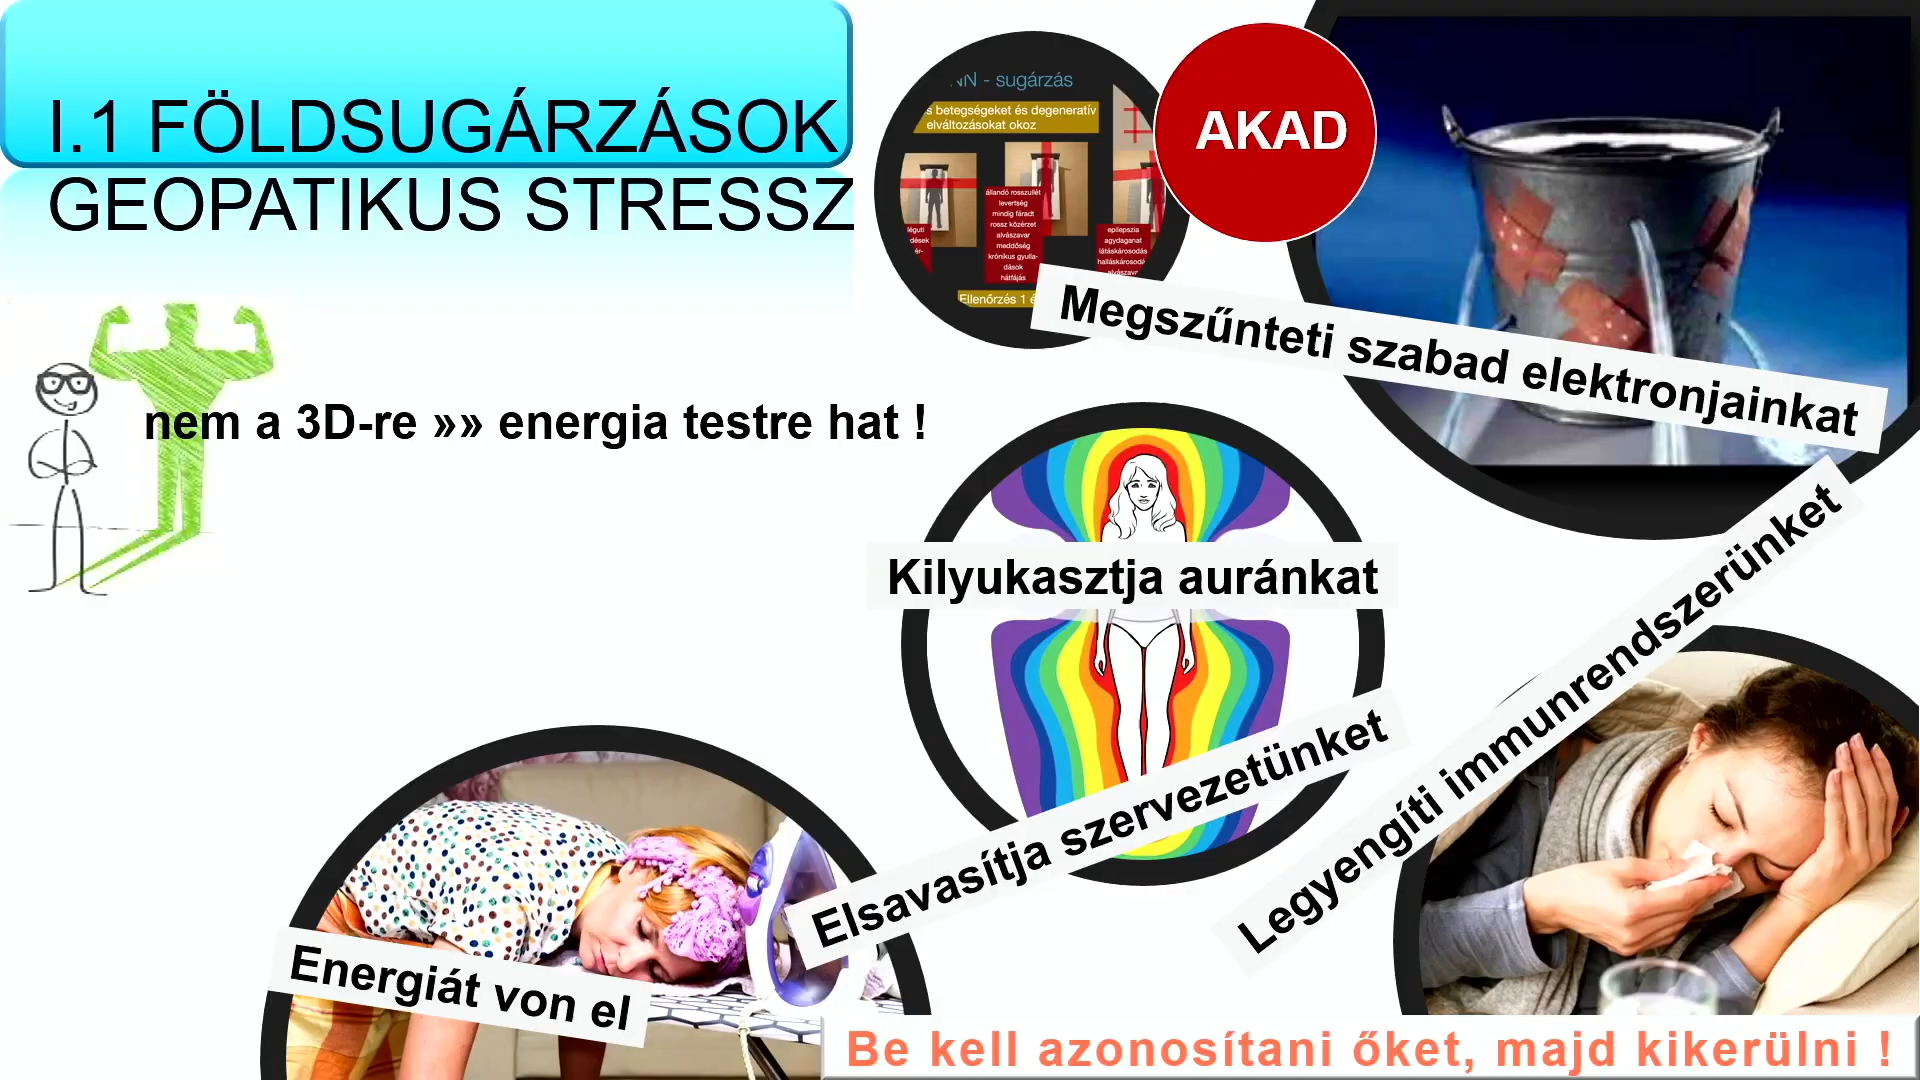 I.1 FÖLDSUGÁRZÁSOK
GEOPATIKUS STRESSZ
- sugárzás
betegségeket és degeneratív
elváltozásokat okoz
állandó rosszullét
levertség
mindig fáradt
rossz közérzet
alvászavar
meddőség
krónikus gyulla-
dások
hátfájás
epilepszia
agydaganat
látáskárosodás
Ellenőrzés 1
AKAD
Megszűnteti szabad elektronjainkat
nem a 3D-re »» energia testre hat !
Kilyukasztja auránkat
Elsavasítja szervezetünket
Legyengíti immunrendszerünket
Energiát von el
Be kell azonosítani őket, majd kikerülni !